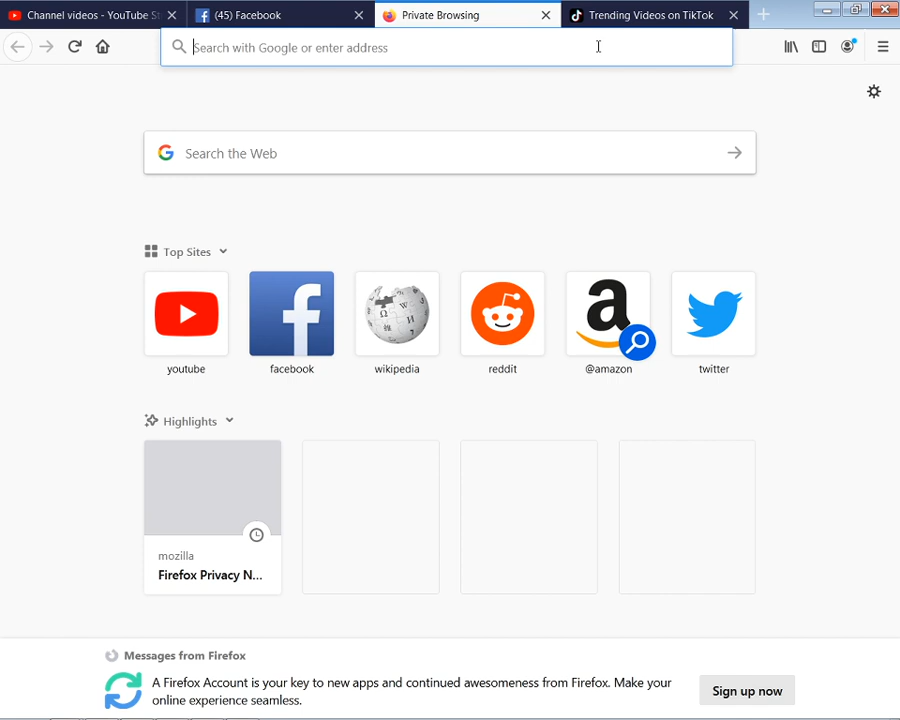 Channel videos - YouTube St
(45) Facebook
Private Browsing
Trending Videos on TikTok
Search with Google or enter address
Search the Web
Top Sites
youtube
facebook
wikipedia
reddit
@amazon
twitter
Highlights
mozilla
Firefox Privacy N...
Messages from Firefox
A Firefox Account is your key to new apps and continued awesomeness from Firefox. Make your
online experience seamless.
Sign up now